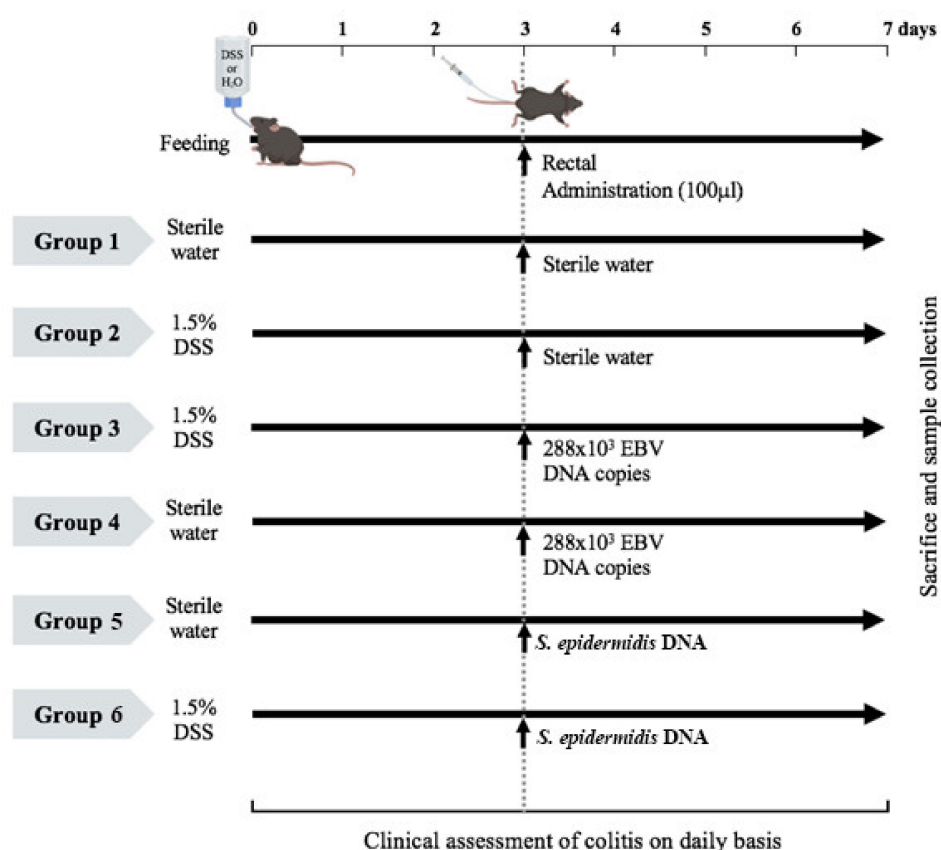 0 1 2 3 4 5 6 7 days
DSS
or
H₂O
Feeding
Rectal
Administration (100µl)
Group 1
Sterile
water
Sterile water
Group 2
1.5%
DSS
Sterile water
Group 3
1.5%
DSS
288x10³ EBV
DNA copies
Group 4
Sterile
water
288x10³ EBV
DNA copies
Group 5
Sterile
water
S. epidermidis DNA
Group 6
1.5%
DSS
S. epidermidis DNA
Sacrifice and sample collection
Clinical assessment of colitis on daily basis